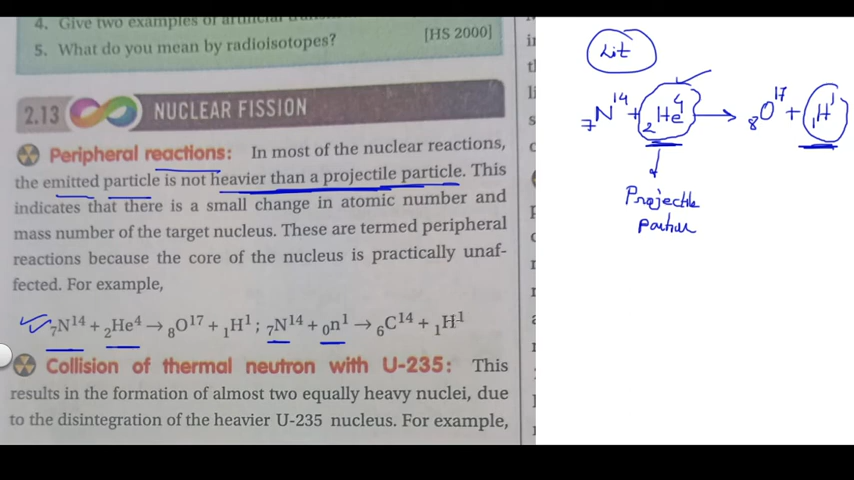 4. Give two examples of artificial
5. What do you mean by radioisotopes? [HS 2000]
2.13 NUCLEAR FISSION
Peripheral reactions: In most of the nuclear reactions,
the emitted particle is not heavier than a projectile particle. This
indicates that there is a small change in atomic number and
mass number of the target nucleus. These are termed peripheral
reactions because the core of the nucleus is practically unaf-
fected. For example,
₇N¹⁴ + ₂He⁴ → ₈O¹⁷ + ₁H¹ ; ₇N¹⁴ + ₀n¹ → ₆C¹⁴ + ₁H¹
Collision of thermal neutron with U-235: This
results in the formation of almost two equally heavy nuclei, due
to the disintegration of the heavier U-235 nucleus. For example,
₇N¹⁴ + ₂He⁴ → ₈O¹⁷ + ₁H¹
Projectile